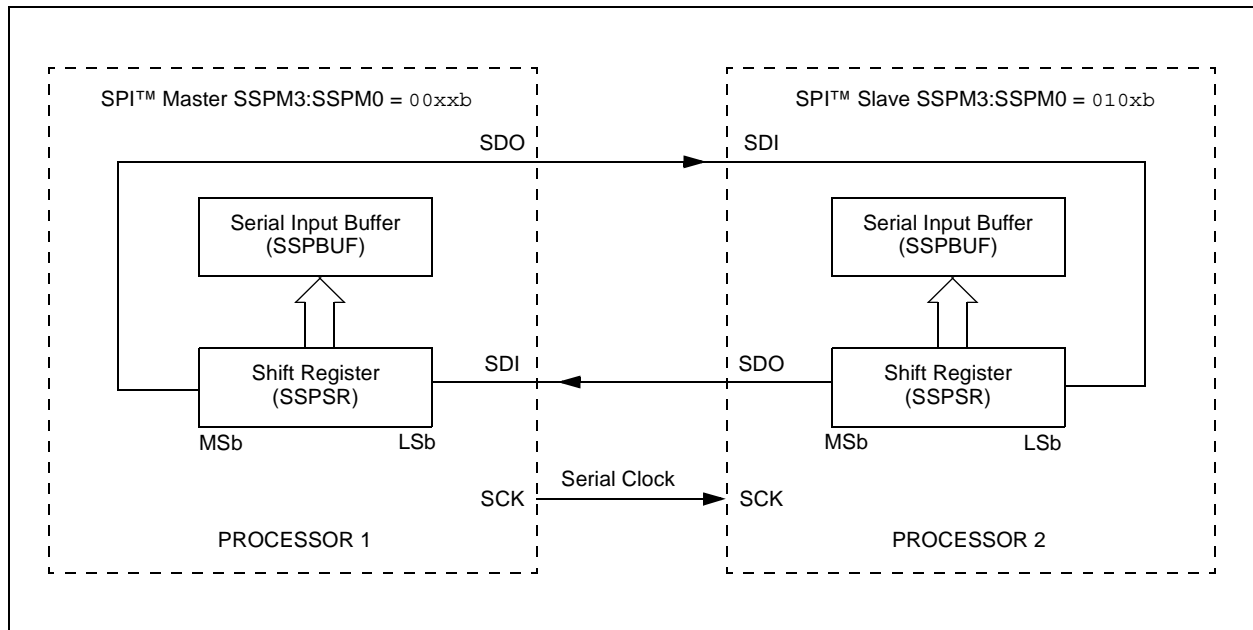 SPI™ Master SSPM3:SSPM0 = 00xxb
SPI™ Slave SSPM3:SSPM0 = 010xb
SDO
SDI
Serial Input Buffer
(SSPBUF)
Serial Input Buffer
(SSPBUF)
Shift Register
(SSPSR)
SDI
SDO
Shift Register
(SSPSR)
MSb
LSb
MSb
LSb
Serial Clock
SCK
SCK
PROCESSOR 1
PROCESSOR 2